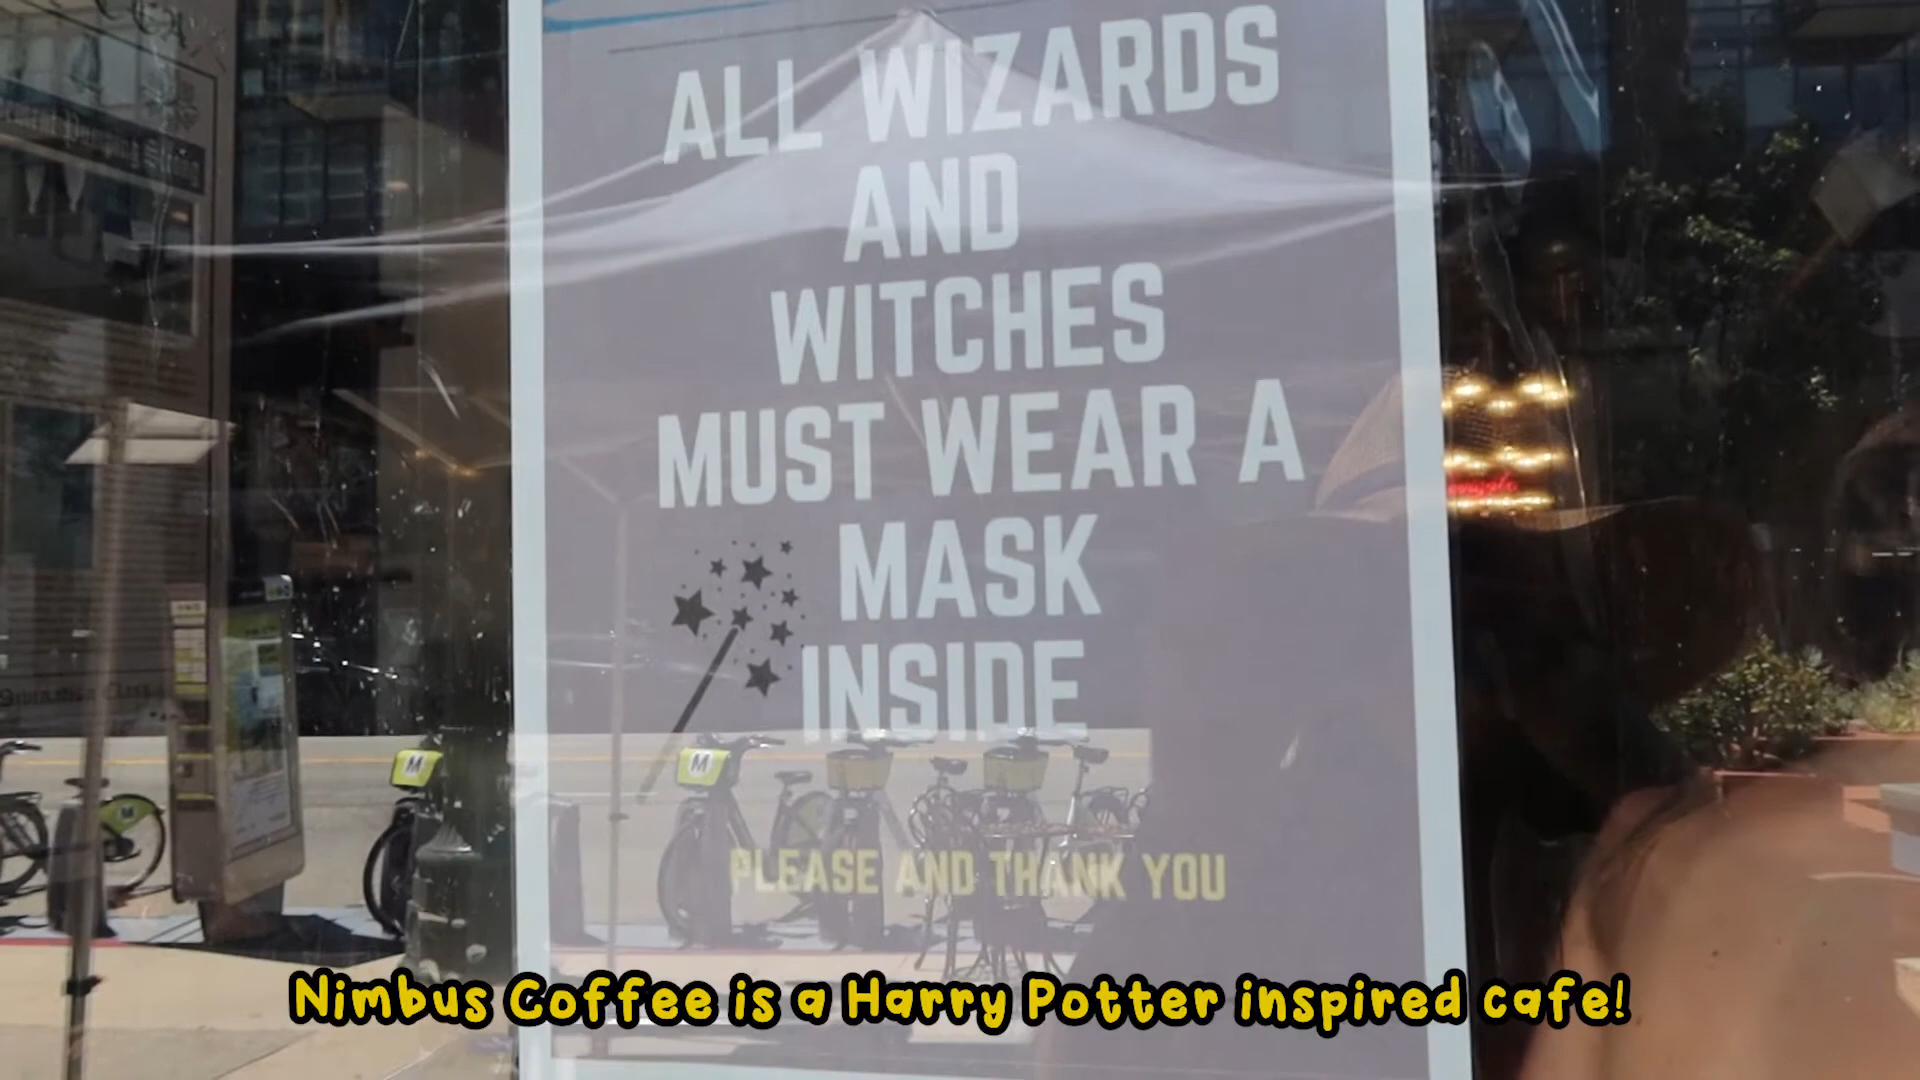 ALL WIZARDS
AND
WITCHES
MUST WEAR A
MASK
INSIDE
M
M
M
PLEASE AND THANK YOU
Nimbus Coffee is a Harry Potter inspired cafe!